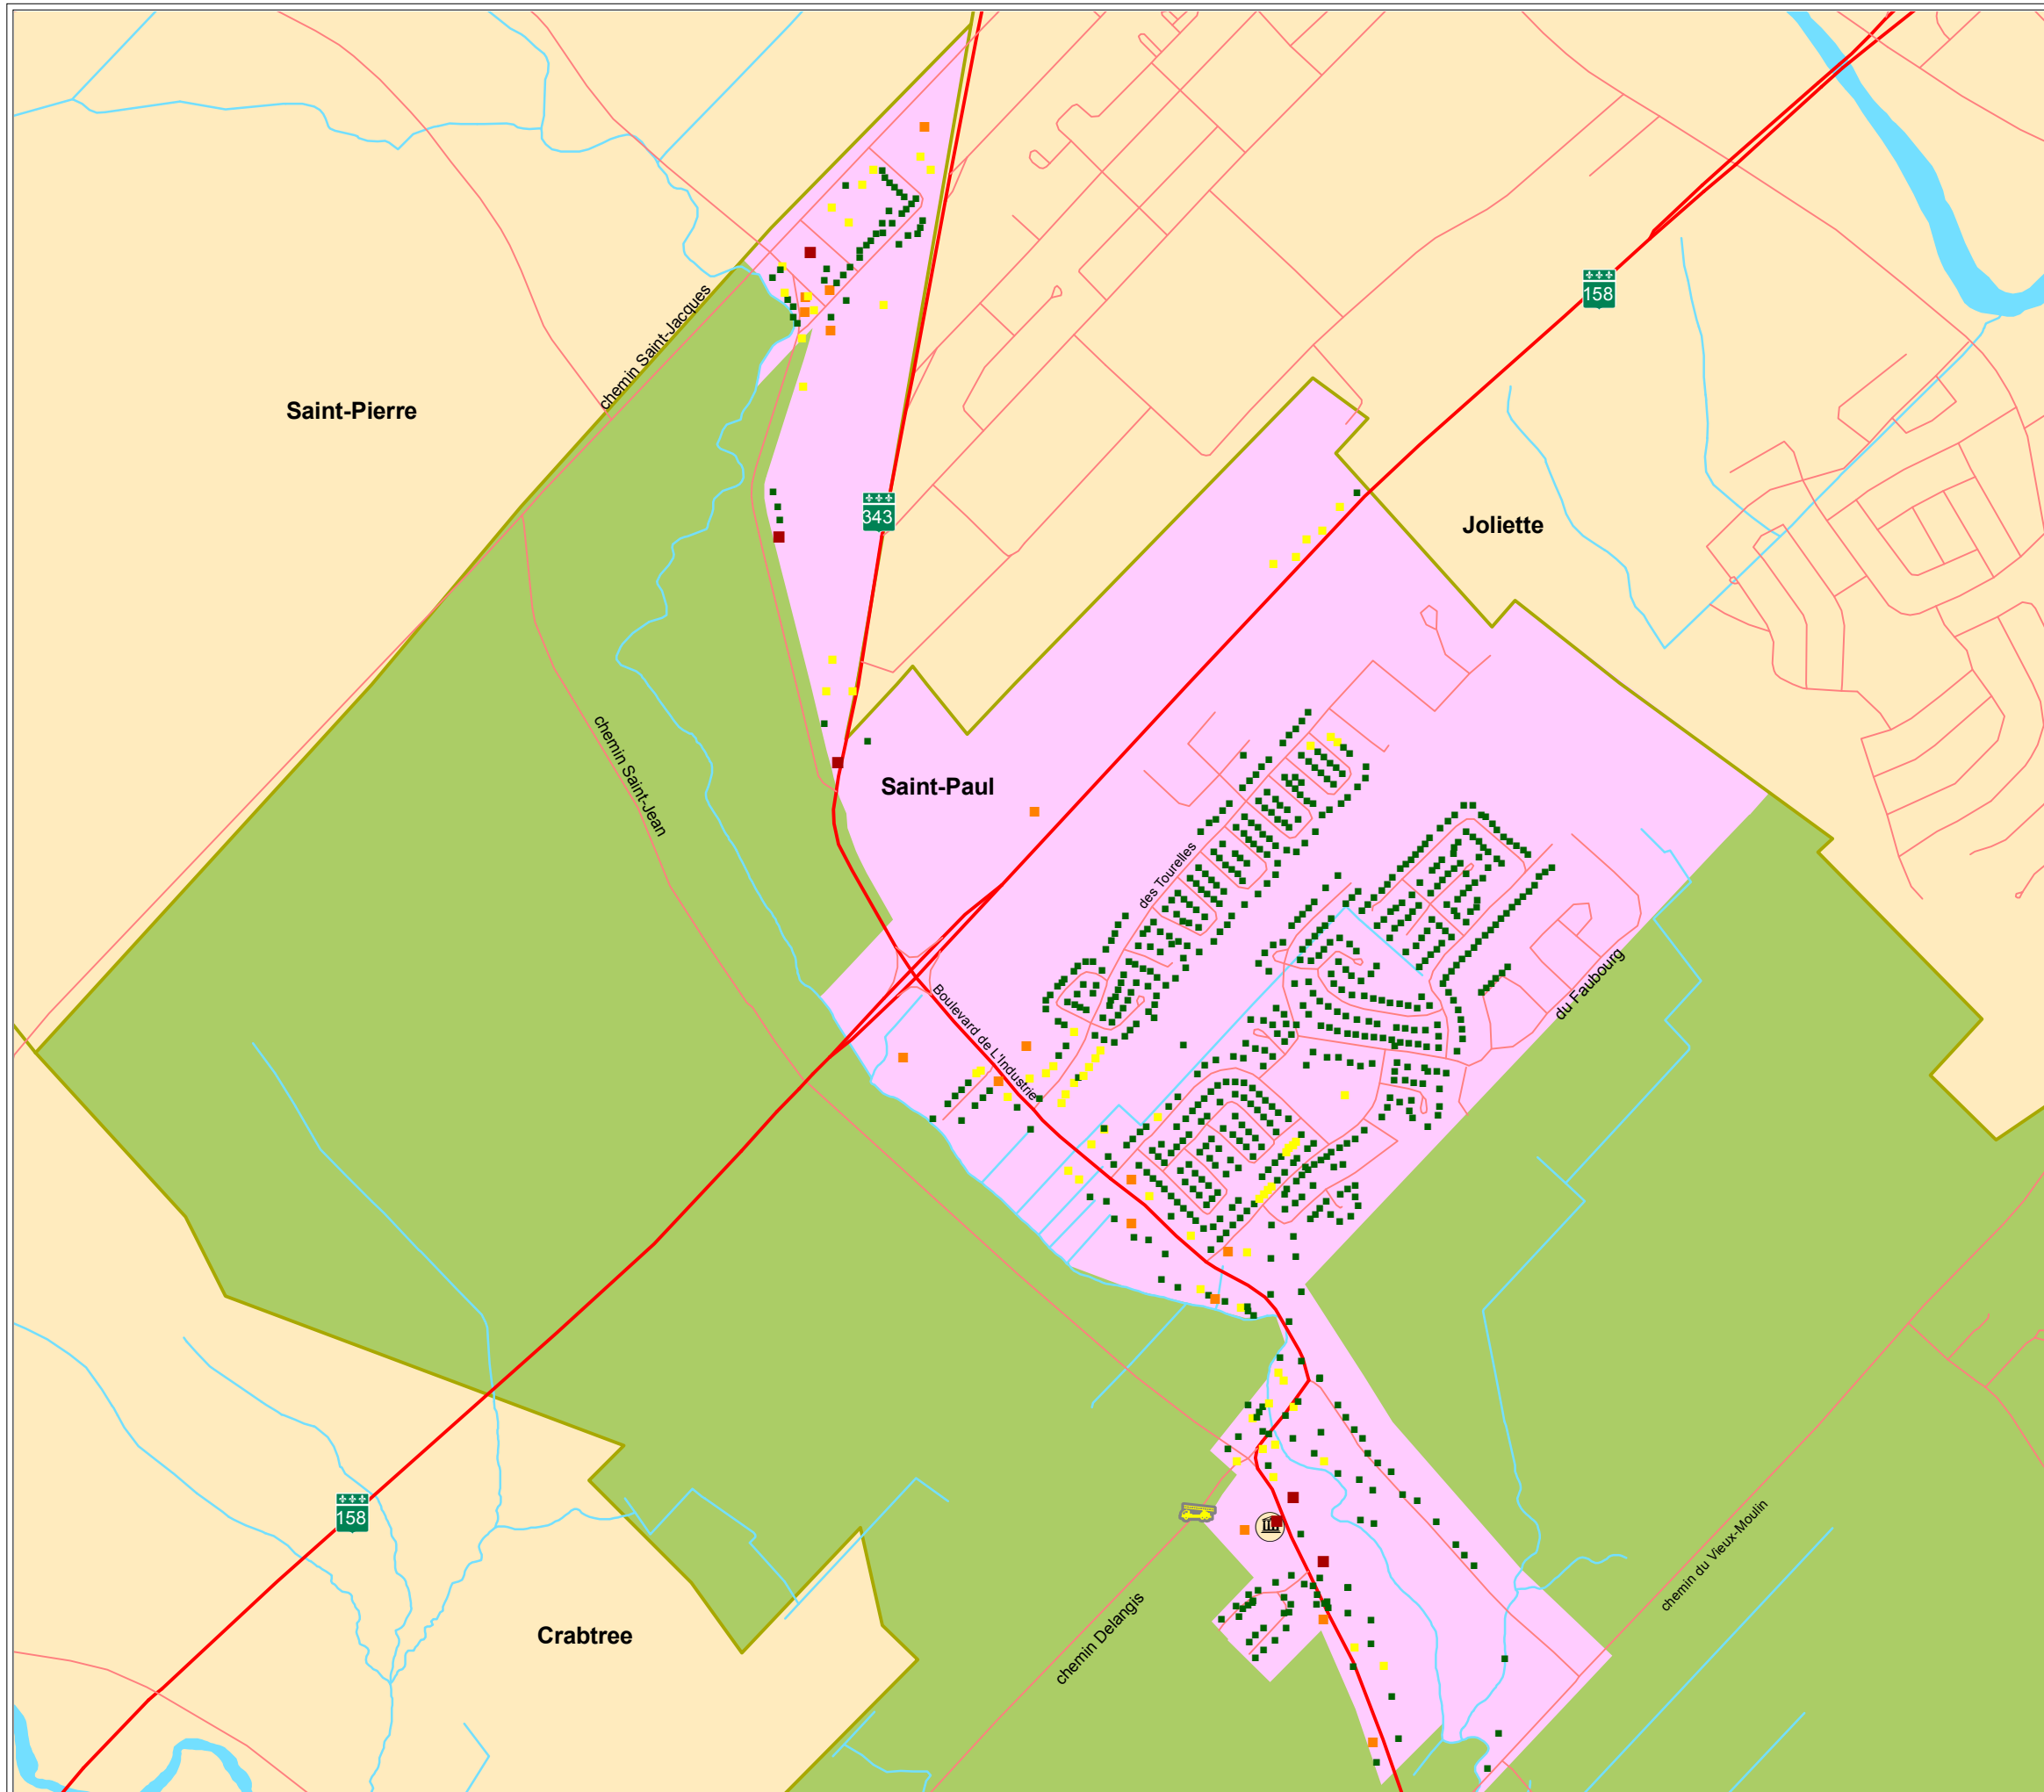 158
chemin Saint-Jacques
Saint-Pierre
343
Joliette
chemin Saint-Jean
Saint-Paul
des Tourelles
du Faubourg
Boulevard de L'Industrie
158
chemin du Vieux-Moulin
chemin Delangis
Crabtree